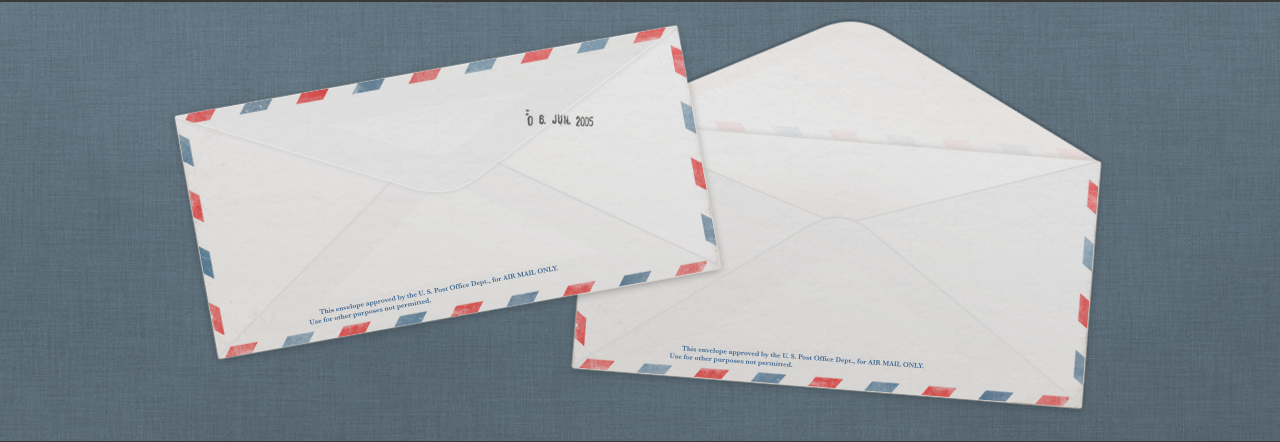 0 6. JUN. 2005
This envelope approved by the U. S. Post Office Dept., for AIR MAIL ONLY.
Use for other purposes not permitted.
This envelope approved by the U. S. Post Office Dept., for AIR MAIL ONLY.
Use for other purposes not permitted.